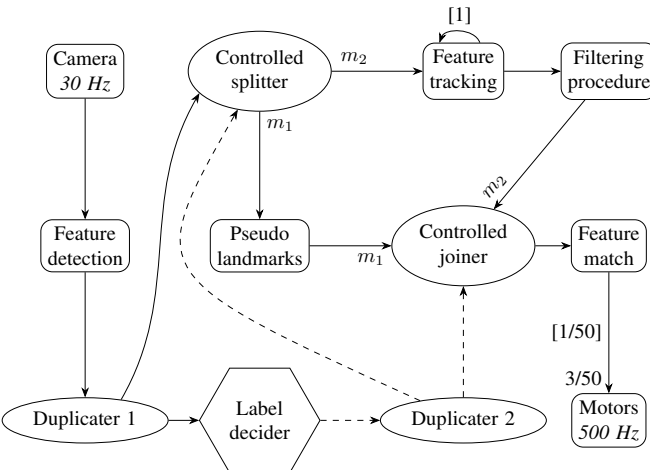 [1]
Camera
30 Hz
Controlled
splitter
m₂
Feature
tracking
Filtering
procedure
m₁
m₂
Feature
detection
Pseudo
landmarks
m₁
Controlled
joiner
Feature
match
[1/50]
3/50
Duplicater 1
Label
decider
Duplicater 2
Motors
500 Hz